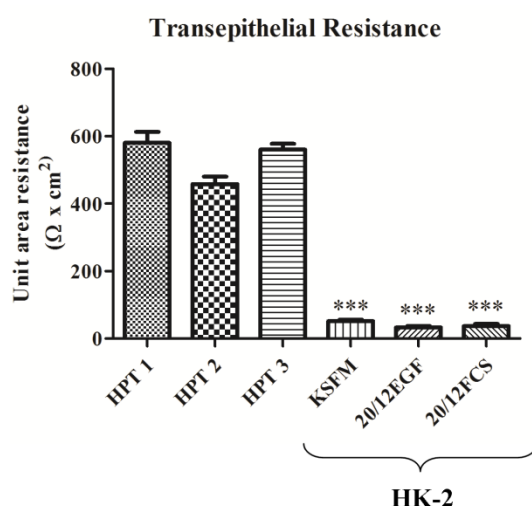 Transepithelial Resistance
Unit area resistance
(Ω x cm²)
800
600
400
200
0
***
***
***
HPT 1
HPT 2
HPT 3
KSFM
20/12EGF
20/12FCS
HK-2